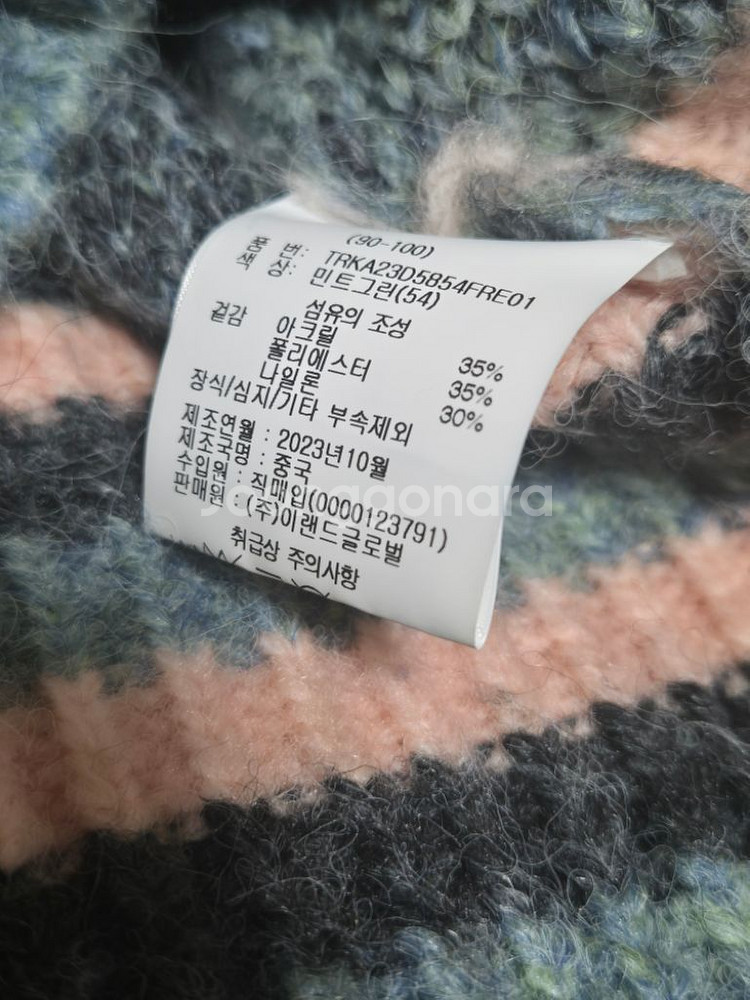 (90-100)
품 번: TRKA23D5B54FRE01
색 상: 민트그린(54)
섬유의 조성
겉감 아크릴 35%
폴리에스터 35%
나일론 30%
장식/심지/기타 부속제외
제조연월 : 2023년10월
제조국명 : 중국
수입원 : 직매입(0000123791)
판매원 : (주)이랜드글로벌
취급상 주의사항
joonggonara